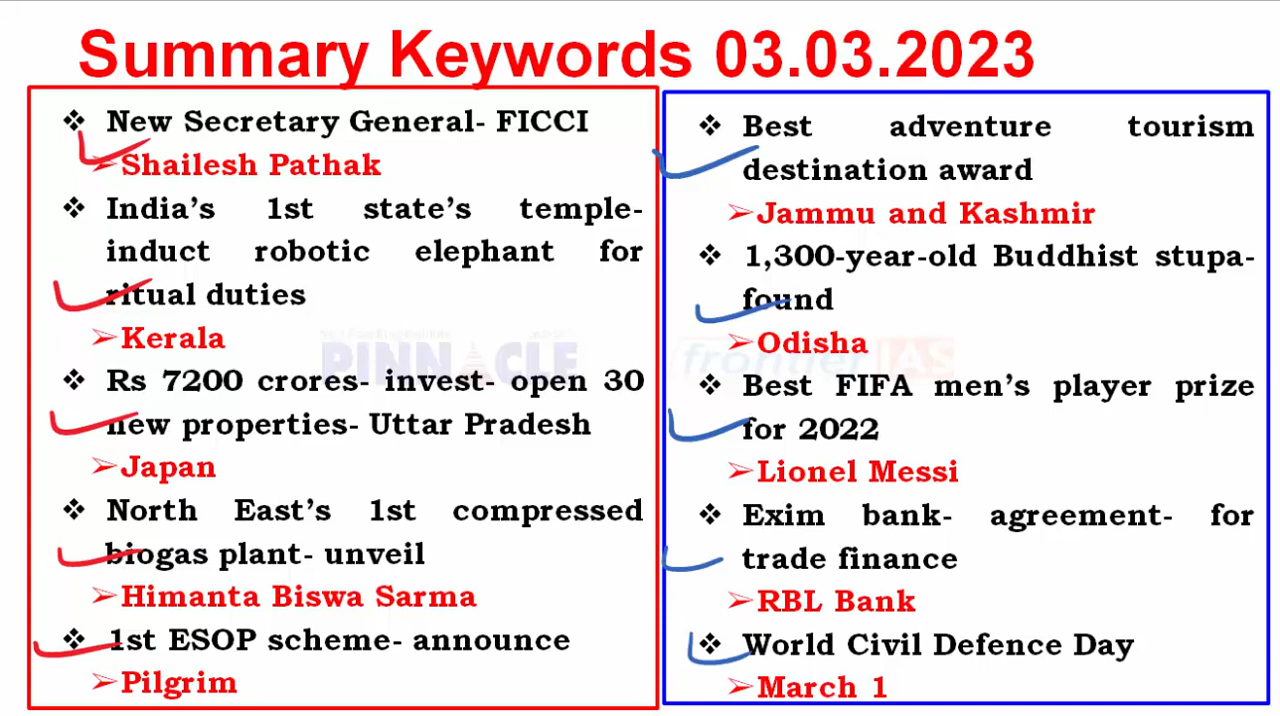 Summary Keywords 03.03.2023
❖ New Secretary General- FICCI
➢Shailesh Pathak
❖ India's 1st state's temple-
induct robotic elephant for
ritual duties
➢Kerala
❖ Rs 7200 crores- invest- open 30
new properties- Uttar Pradesh
➢Japan
❖ North East's 1st compressed
biogas plant- unveil
➢Himanta Biswa Sarma
❖ 1st ESOP scheme- announce
➢Pilgrim
❖ Best adventure tourism
destination award
➢Jammu and Kashmir
❖ 1,300-year-old Buddhist stupa-
found
➢Odisha
❖ Best FIFA men's player prize
for 2022
➢Lionel Messi
❖ Exim bank- agreement- for
trade finance
➢RBL Bank
❖ World Civil Defence Day
➢March 1
PINNACLE
frontier IAS